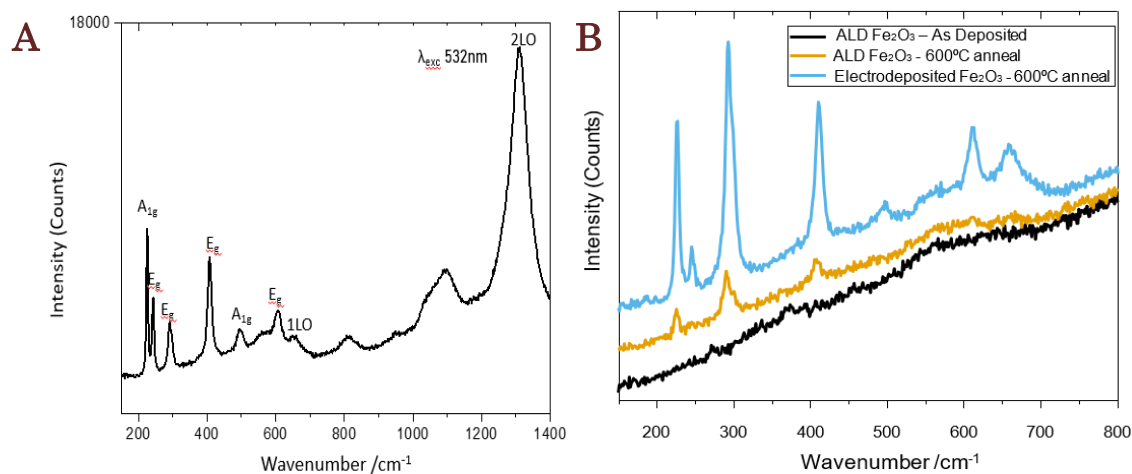 A
18000
λexc 532nm
2LO
A1g
Eg
Eg
Eg
A1g
Eg
1LO
Intensity (Counts)
200 400 600 800 1000 1200 1400
Wavenumber /cm-1
B
ALD Fe2O3 – As Deposited
ALD Fe2O3 - 600ºC anneal
Electrodeposited Fe2O3 - 600ºC anneal
Intensity (Counts)
200 300 400 500 600 700 800
Wavenumber /cm-1